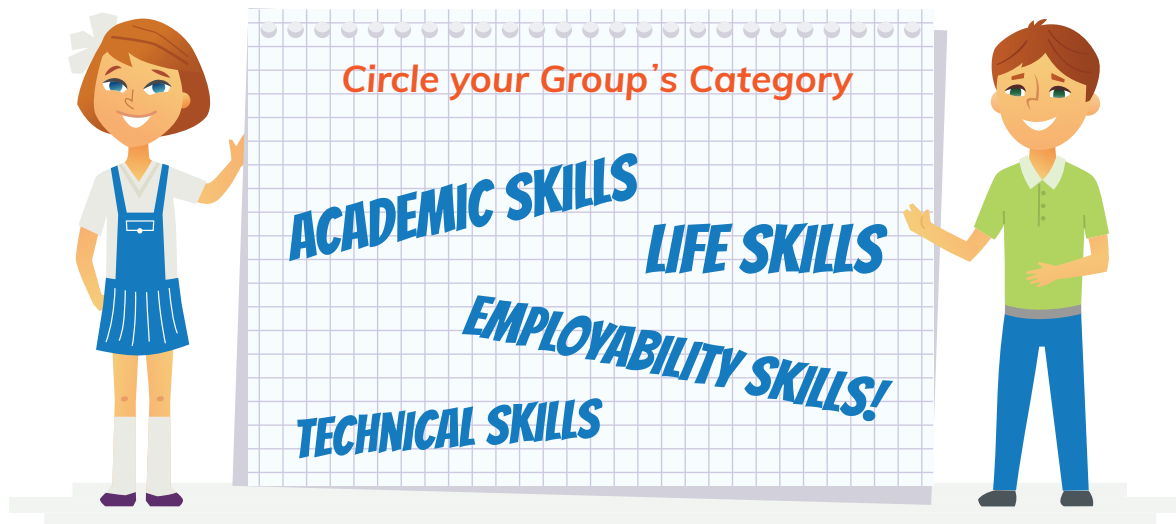 Circle your Group's Category
ACADEMIC SKILLS
LIFE SKILLS
EMPLOYABILITY SKILLS!
TECHNICAL SKILLS